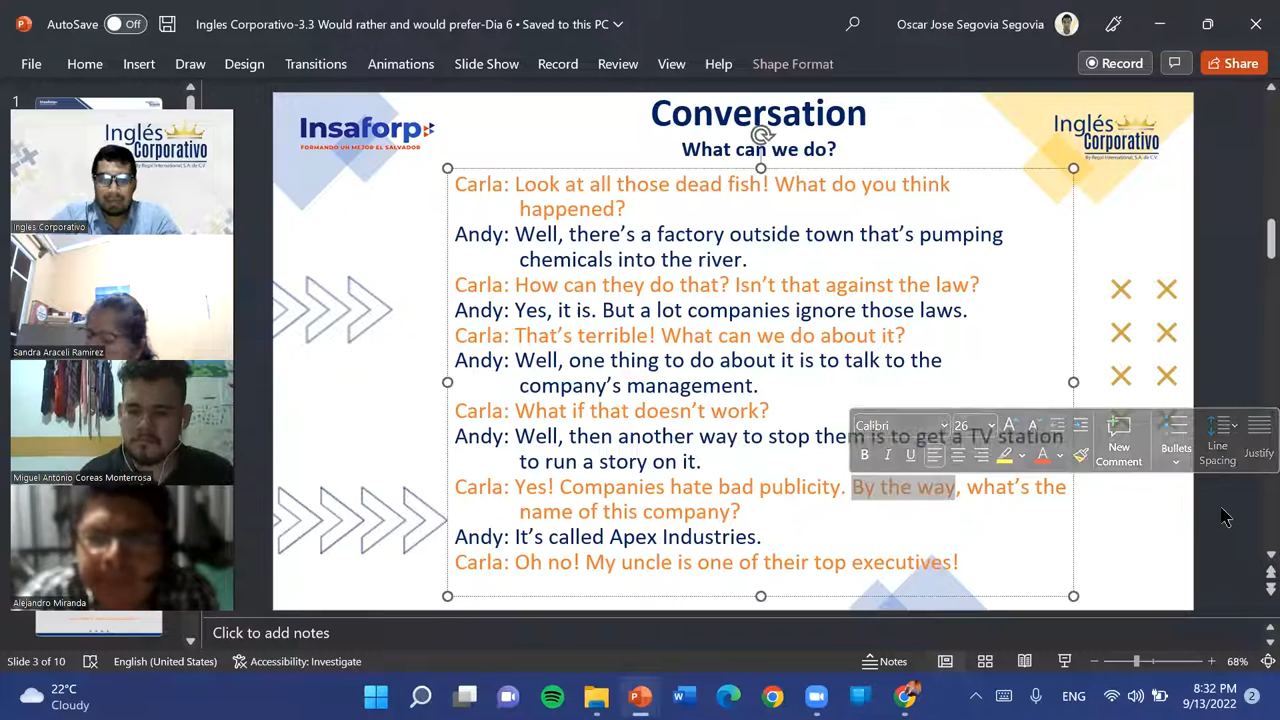 AutoSave Off Ingles Corporativo-3.3 Would rather and would prefer-Dia 6 • Saved to this PC Oscar Jose Segovia Segovia
File Home Insert Draw Design Transitions Animations Slide Show Record Review View Help Shape Format Record Share
1
Inglés
Corporativo
Ingles Corporativo
Sandra Araceli Ramirez
Miguel Antonio Coreas Monterrosa
Alejandro Miranda
Insaforp
FORMANDO UN MEJOR EL SALVADOR
Conversation
What can we do?
Inglés
Corporativo
By Regal International, S.A. de C.V.
Carla: Look at all those dead fish! What do you think
happened?
Andy: Well, there's a factory outside town that's pumping
chemicals into the river.
Carla: How can they do that? Isn't that against the law?
Andy: Yes, it is. But a lot companies ignore those laws.
Carla: That's terrible! What can we do about it?
Andy: Well, one thing to do about it is to talk to the
company's management.
Carla: What if that doesn't work?
Andy: Well, then another way to stop them is to get a TV station
to run a story on it.
Carla: Yes! Companies hate bad publicity. By the way, what's the
name of this company?
Andy: It's called Apex Industries.
Carla: Oh no! My uncle is one of their top executives!
Calibri 26
B I U
New
Comment
Bullets
Line
Spacing
Justify
Click to add notes
Slide 3 of 10 English (United States) Accessibility: Investigate Notes 68%
22°C
Cloudy
ENG
8:32 PM
9/13/2022
2